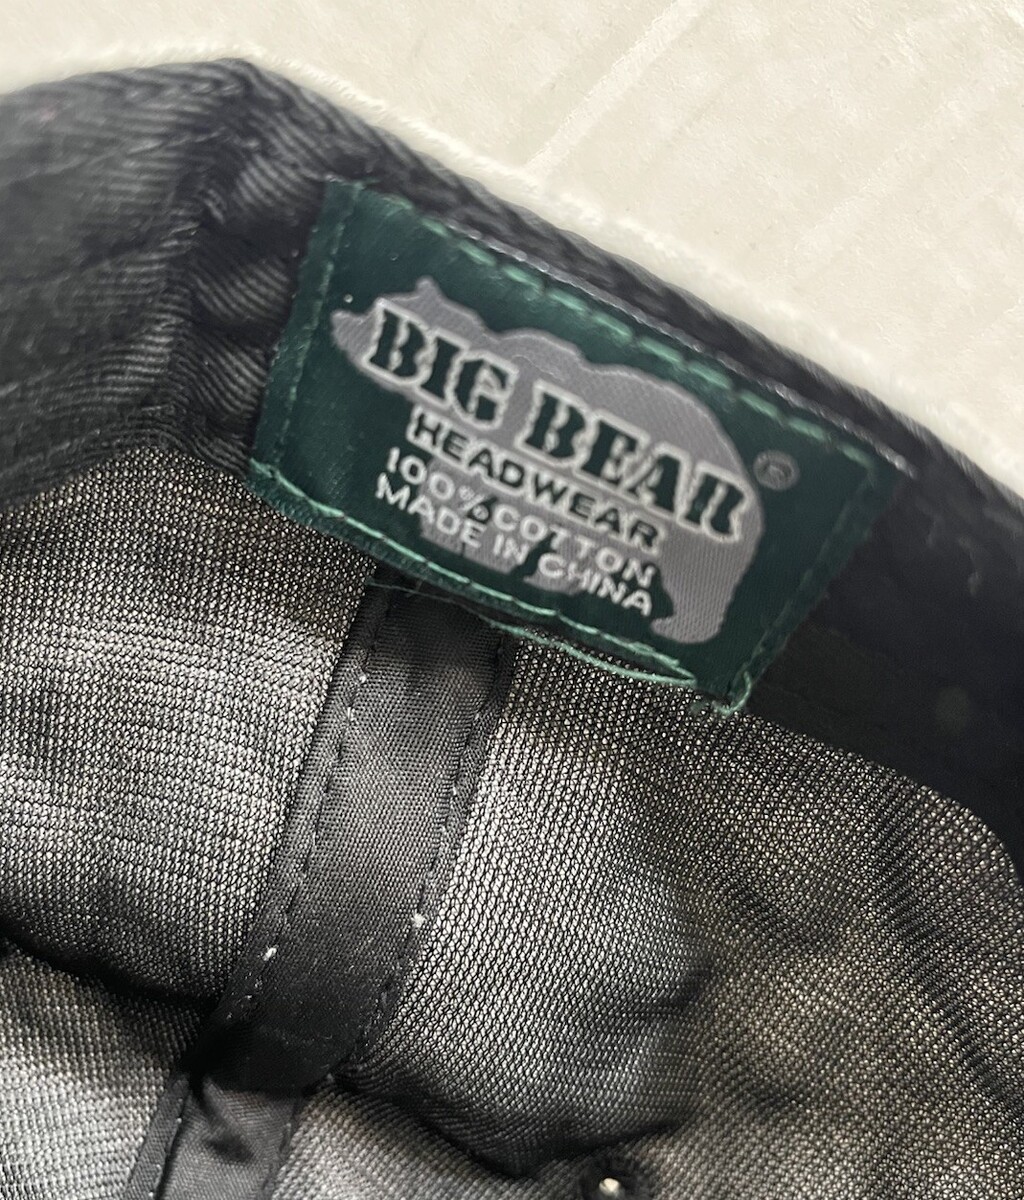 BIG BEAR ®
HEADWEAR
100% COTTON
MADE IN CHINA